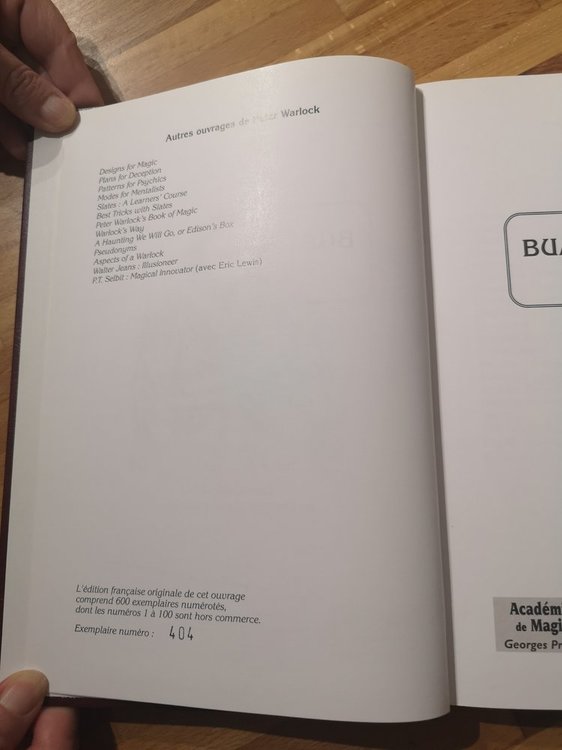 Autres ouvrages de Peter Warlock
Designs for Magic
Plans for Deception
Patterns for Psychics
Modes for Mentalists
Slates : A Learners' Course
Best Tricks with Slates
Peter Warlock's Book of Magic
Warlock's Way
A Haunting We Will Go, or Edison's Box
Pseudonyms
Aspects of a Warlock
Walter Jeans : Illusioneer
P.T. Selbit : Magical Innovator (avec Eric Lewin)
L'édition française originale de cet ouvrage
comprend 600 exemplaires numérotés,
dont les numéros 1 à 100 sont hors commerce.
Exemplaire numéro : 404
BUA
Académ
de Magi
Georges Pr